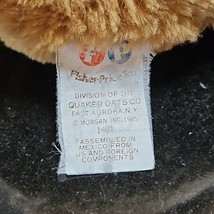 Fisher-Price Toys
DIVISION OF THE
QUAKER OATS CO
EAST AURORA N.Y.
© MORGAN INC. 1985
1401
ASSEMBLED IN
MEXICO FROM
US AND FOREIGN
COMPONENTS